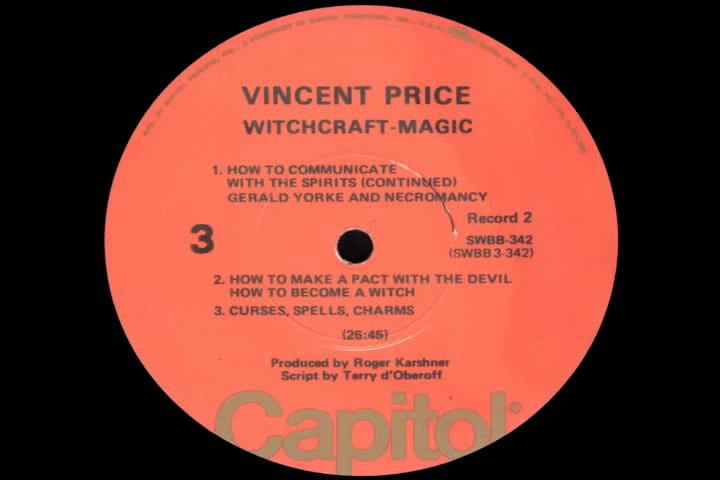 VINCENT PRICE
WITCHCRAFT-MAGIC
1. HOW TO COMMUNICATE
WITH THE SPIRITS (CONTINUED)
GERALD YORKE AND NECROMANCY
Record 2
3
SWBB-342
(SWBB 3-342)
2. HOW TO MAKE A PACT WITH THE DEVIL
HOW TO BECOME A WITCH
3. CURSES, SPELLS, CHARMS
(26:45)
Produced by Roger Karshner
Script by Terry d'Oberoff
Capitol®